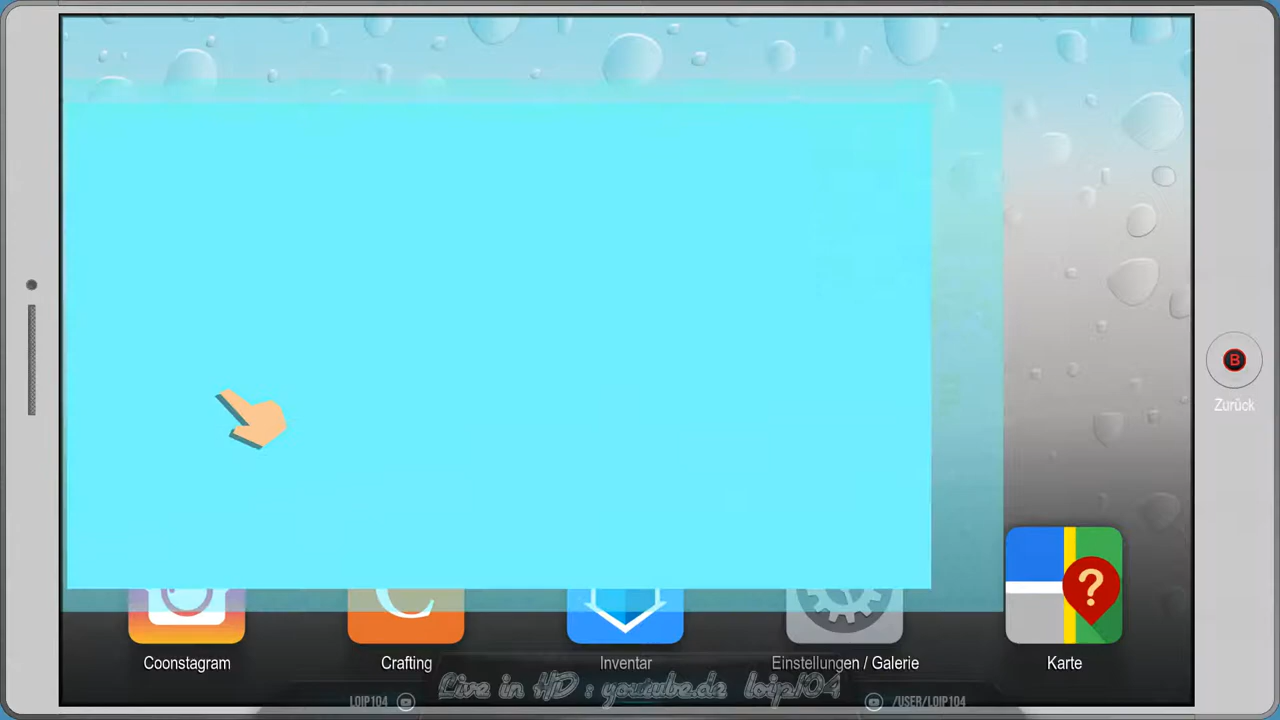 B
Zurück
Coonstagram
Crafting
Inventar
Einstellungen / Galerie
Karte
?
Live in HD : youtube.de loip104
LOIP104
/USER/LOIP104